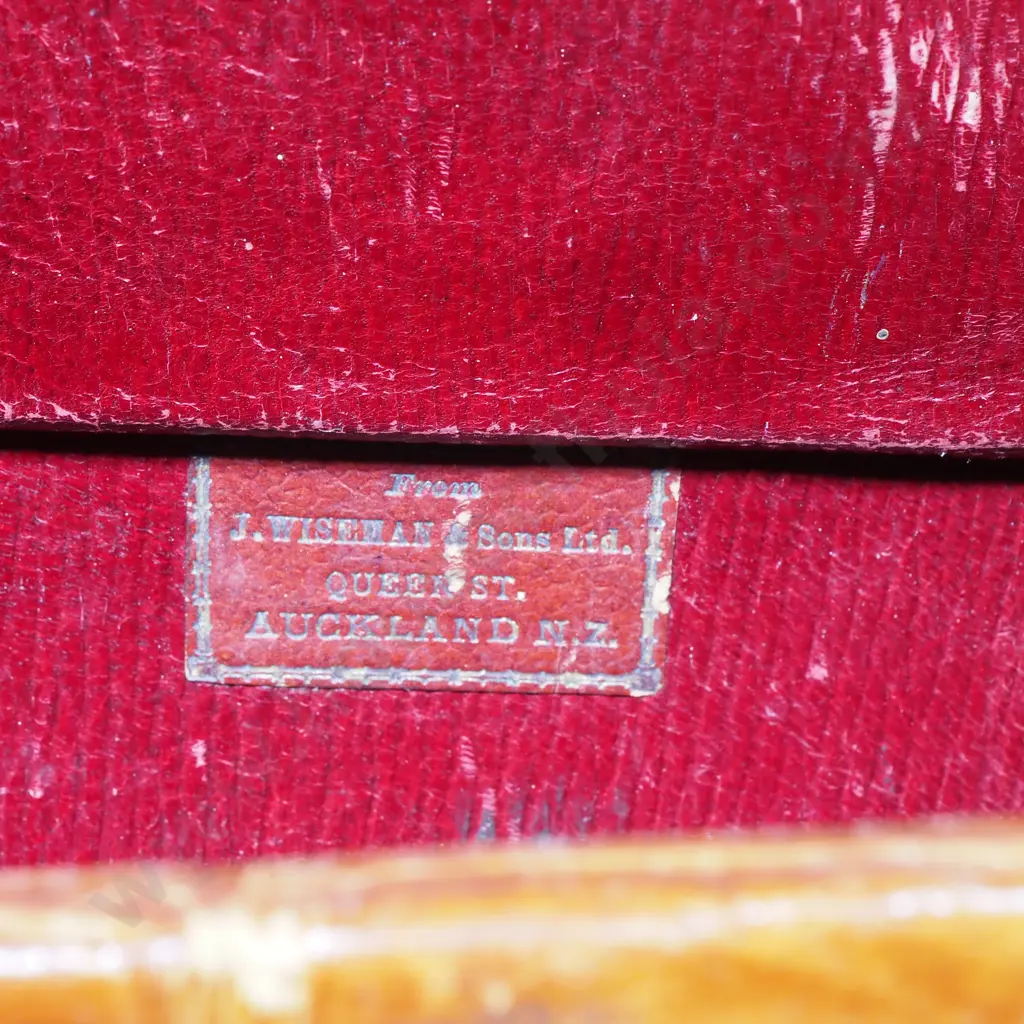 From
J. WISEMAN & Sons Ltd.
QUEEN ST.
AUCKLAND N.Z.